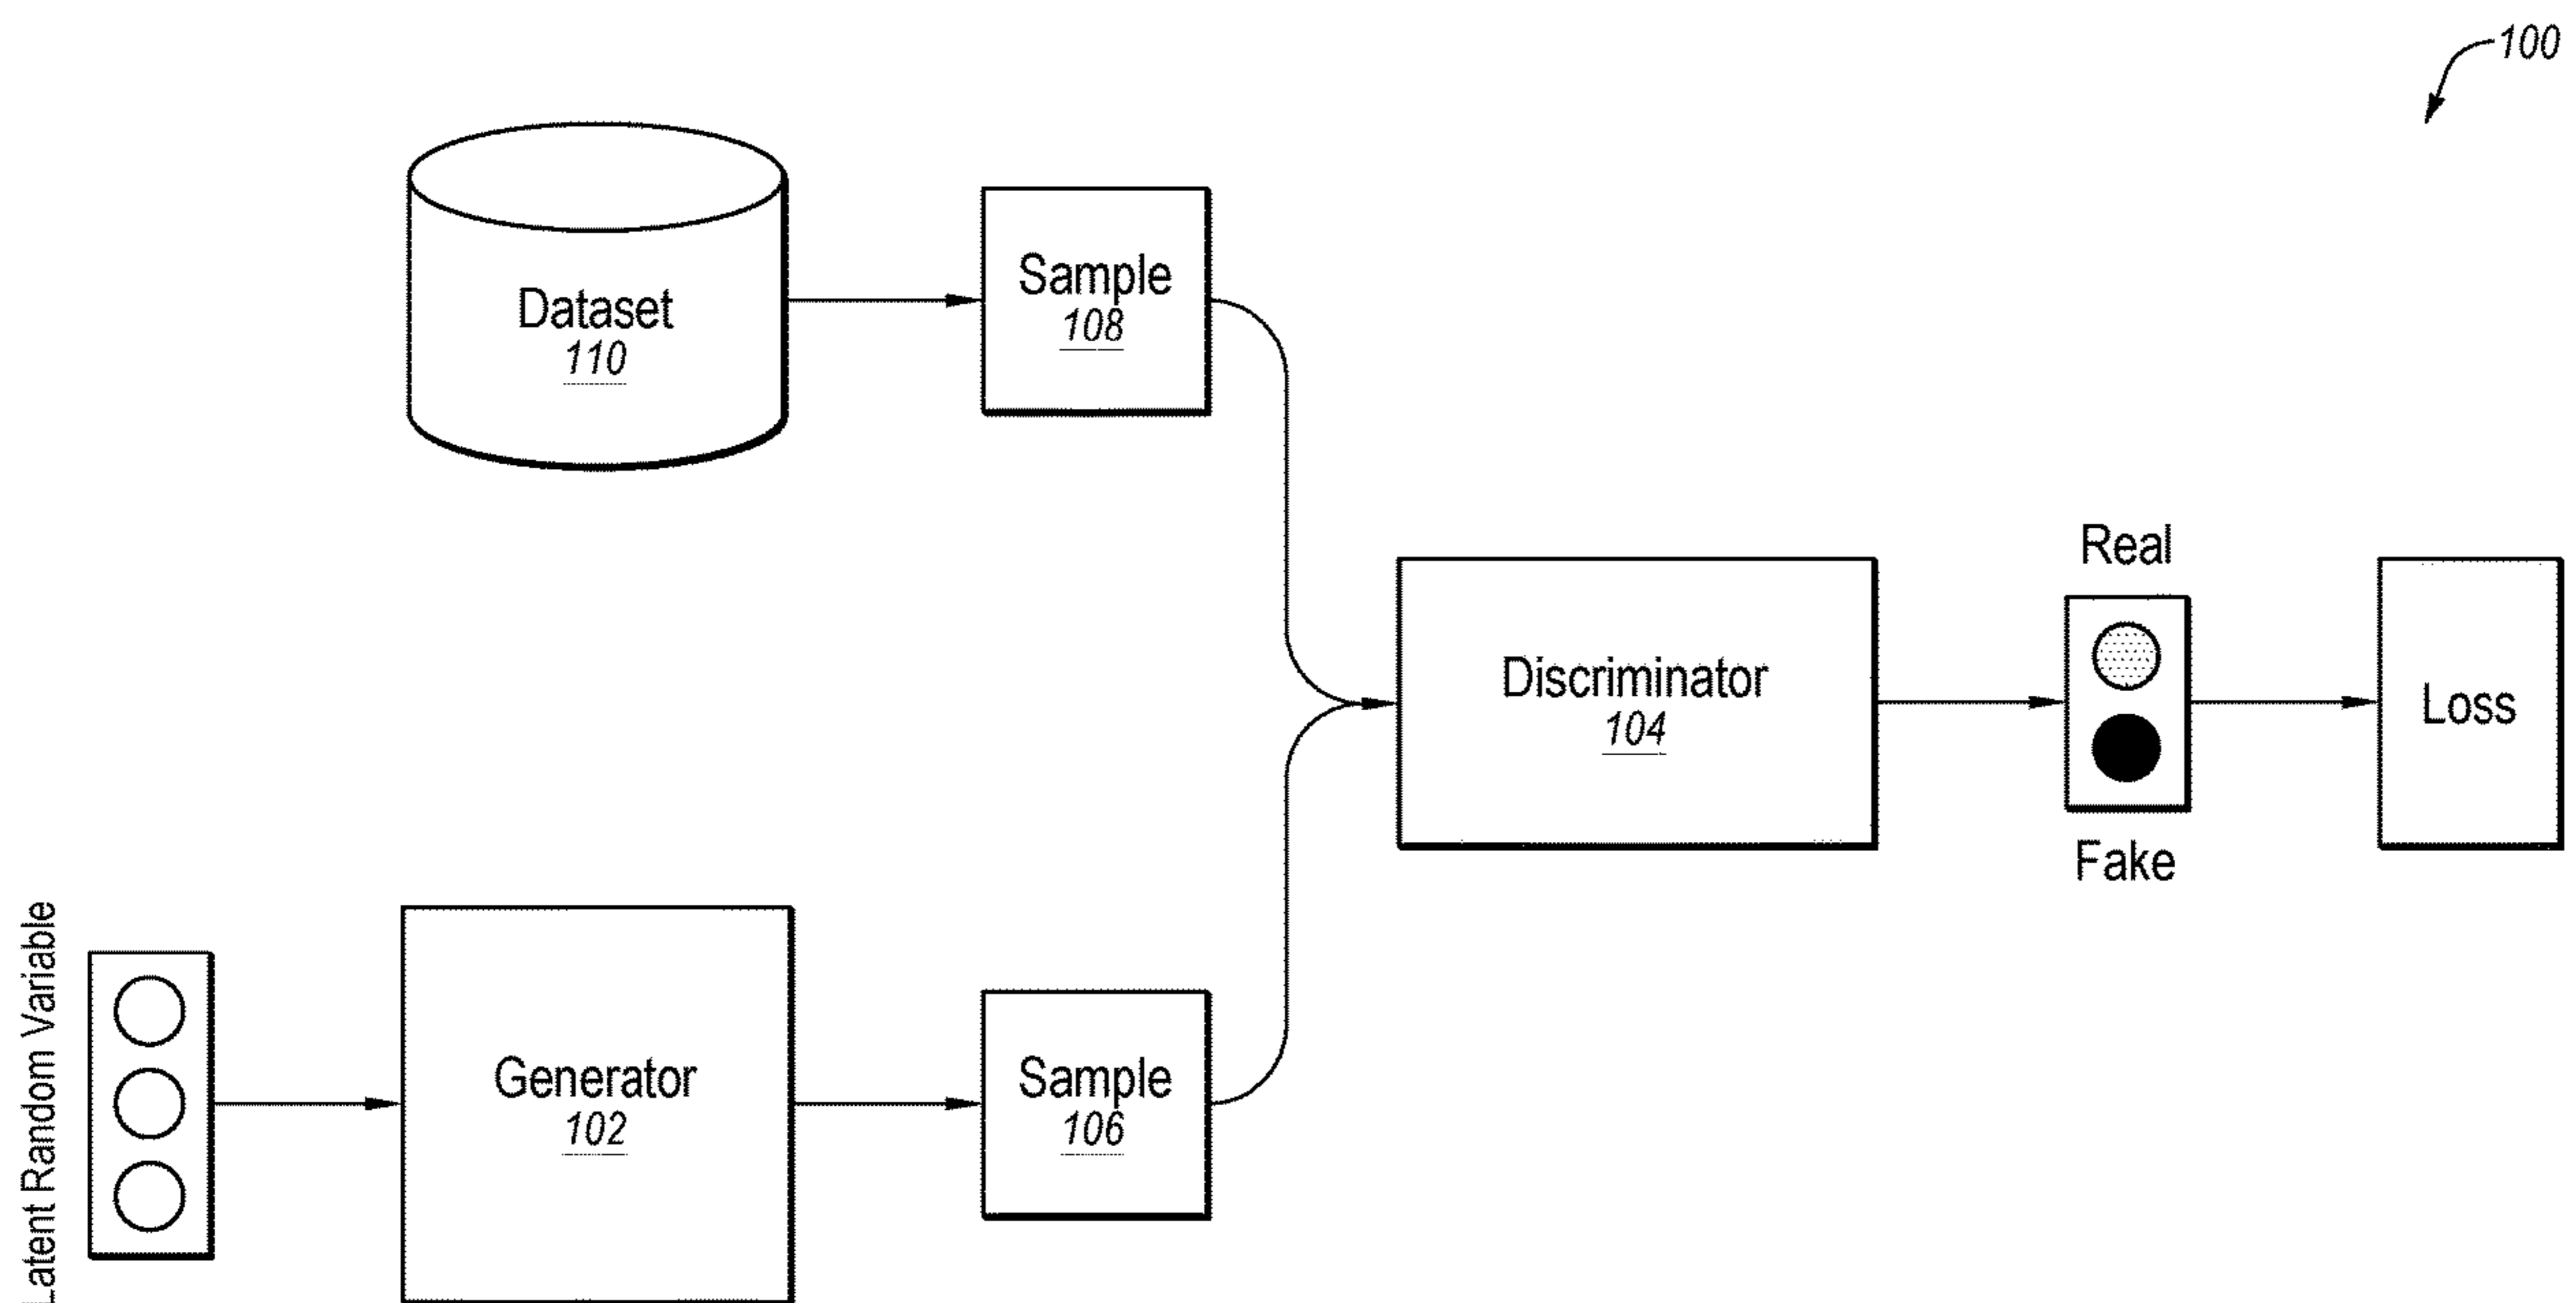 100
Dataset
110
Sample
108
Discriminator
104
Real
Fake
Loss
Latent Random Variable
Generator
102
Sample
106